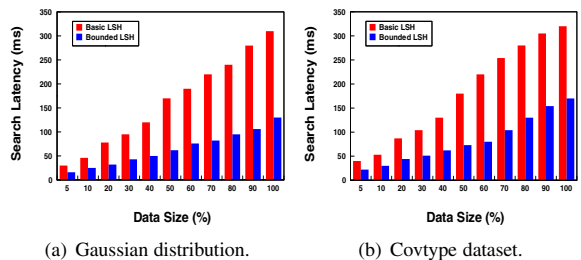 350
300
250
200
150
100
50
0
Search Latency (ms)
Basic LSH
Bounded LSH
5 10 20 30 40 50 60 70 80 90 100
Data Size (%)
(a) Gaussian distribution.
350
300
250
200
150
100
50
0
Search Latency (ms)
Basic LSH
Bounded LSH
5 10 20 30 40 50 60 70 80 90 100
Data Size (%)
(b) Covtype dataset.